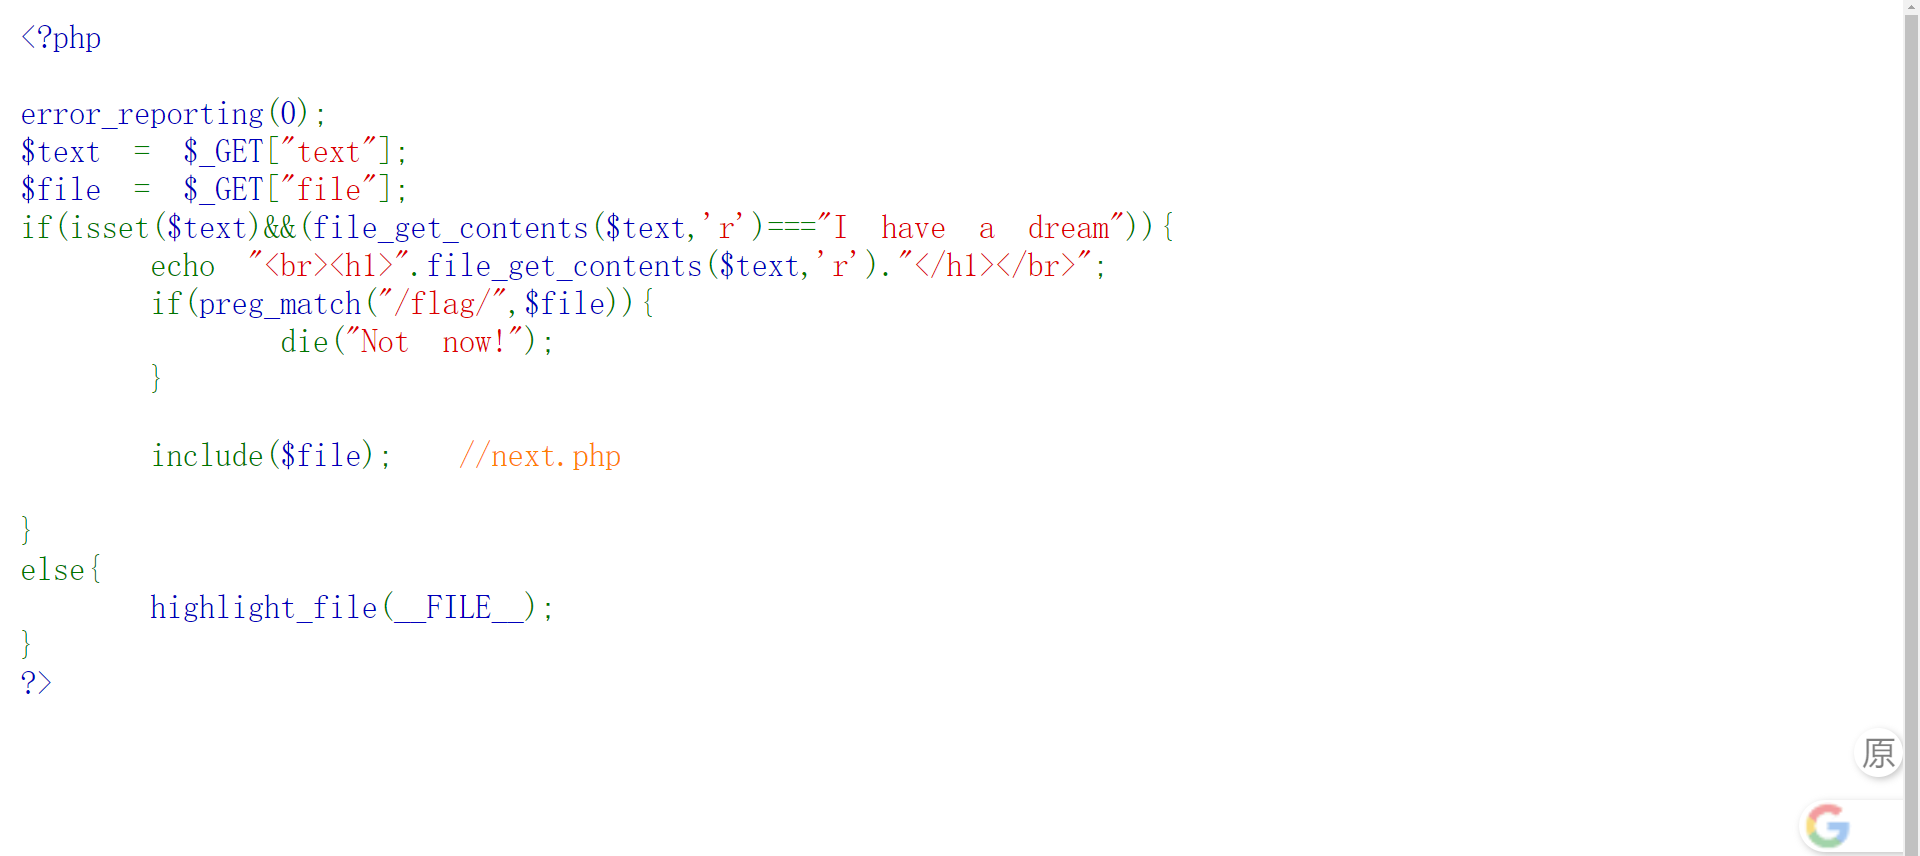 <?php

error_reporting(0);
$text = $_GET["text"];
$file = $_GET["file"];
if(isset($text)&&(file_get_contents($text,'r')==="I have a dream")){
        echo "<br><h1>".file_get_contents($text,'r')."</h1></br>";
        if(preg_match("/flag/",$file)){
                die("Not now!");
        }

        include($file);  //next.php

}
else{
        highlight_file(__FILE__);
}
?>
原
G